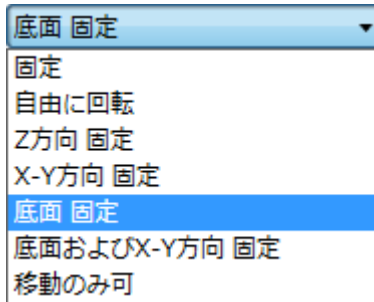 底面 固定
固定
自由に回転
Z方向 固定
X-Y方向 固定
底面 固定
底面およびX-Y方向 固定
移動のみ可